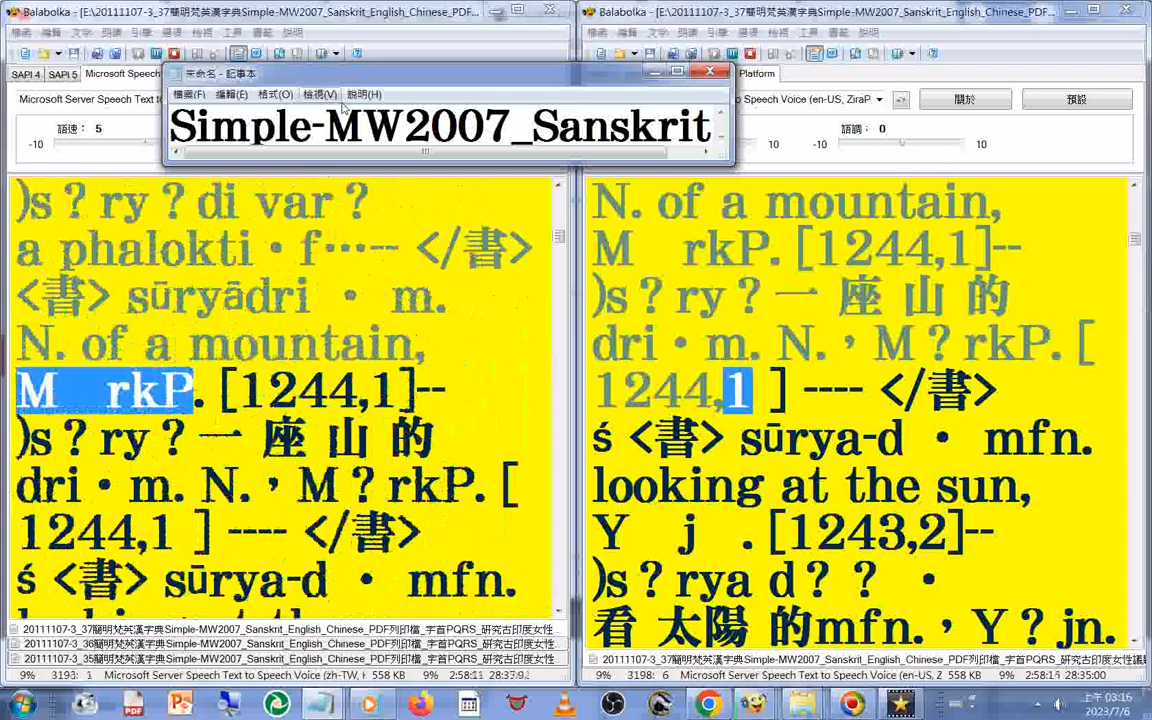 Balabolka - [E:\20111107-3_37簡明梵英漢字典Simple-MW2007_Sanskrit_English_Chinese_PDF...
Balabolka - [E:\20111107-3_37簡明梵英漢字典Simple-MW2007_Sanskrit_English_Chinese_PDF...
未命名 - 記事本
檔案(F) 編輯(E) 格式(O) 檢視(V) 說明(H)
Simple-MW2007_Sanskrit
SAPI 4 SAPI 5 Microsoft Speech
Platform
Microsoft Server Speech Text to
Speech Voice (en-US, ZiraP
關於
預設
語速： 5
-10
10
語調： 0
-10
10
)s？ry？di var？
a phalokti・f…-- </書>
<書> sūryādri ・ m.
N. of a mountain,
M rkP. [1244,1]--
)s？ry？一 座 山 的
dri・m. N.，M？rkP. [
1244,1 ] ---- </書>
ś <書> sūrya-d ・ mfn.
N. of a mountain,
M rkP. [1244,1]--
)s？ry？一 座 山 的
dri・m. N.，M？rkP. [
1244,1 ] ---- </書>
ś <書> sūrya-d ・ mfn.
looking at the sun,
Y j . [1243,2]--
)s？rya d？？ ・
看 太陽 的mfn.，Y？jn.
20111107-3_37簡明梵英漢字典Simple-MW2007_Sanskrit_English_Chinese_PDF列印檔_字首PQRS_研究古印度女性...
20111107-3_36簡明梵英漢字典Simple-MW2007_Sanskrit_English_Chinese_PDF列印檔_字首PQRS_研究古印度女性...
20111107-3_35簡明梵英漢字典Simple-MW2007_Sanskrit_English_Chinese_PDF列印檔_字首PQRS_研究古印度女性...
9% 3193: 1 Microsoft Server Speech Text to Speech Voice (zh-TW, H 558 KB 9%
20111107-3_37簡明梵英漢字典Simple-MW2007_Sanskrit_English_Chinese_PDF列印檔_字首PQRS_研究古印度女性議
9% 3198: 6 Microsoft Server Speech Text to Speech Voice (en-US, Z 558 KB 9% 2:58:16 28:35:00
上午 03:16
2023/7/6